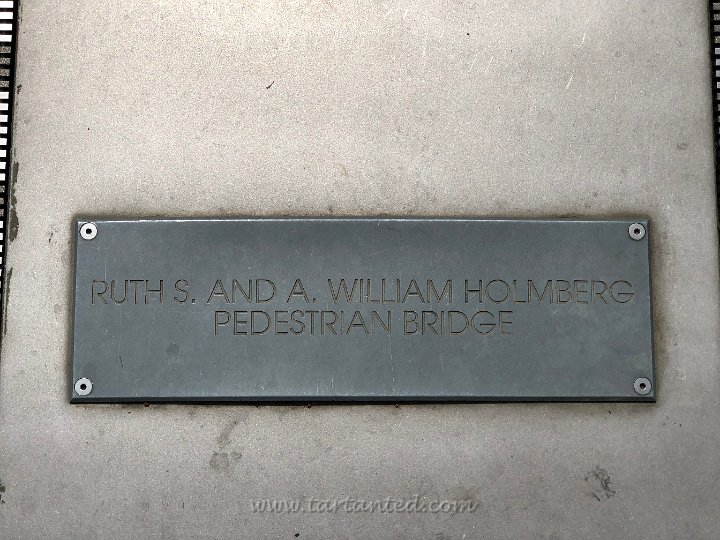 RUTH S. AND A. WILLIAM HOLMBERG
PEDESTRIAN BRIDGE
www.tartanted.com